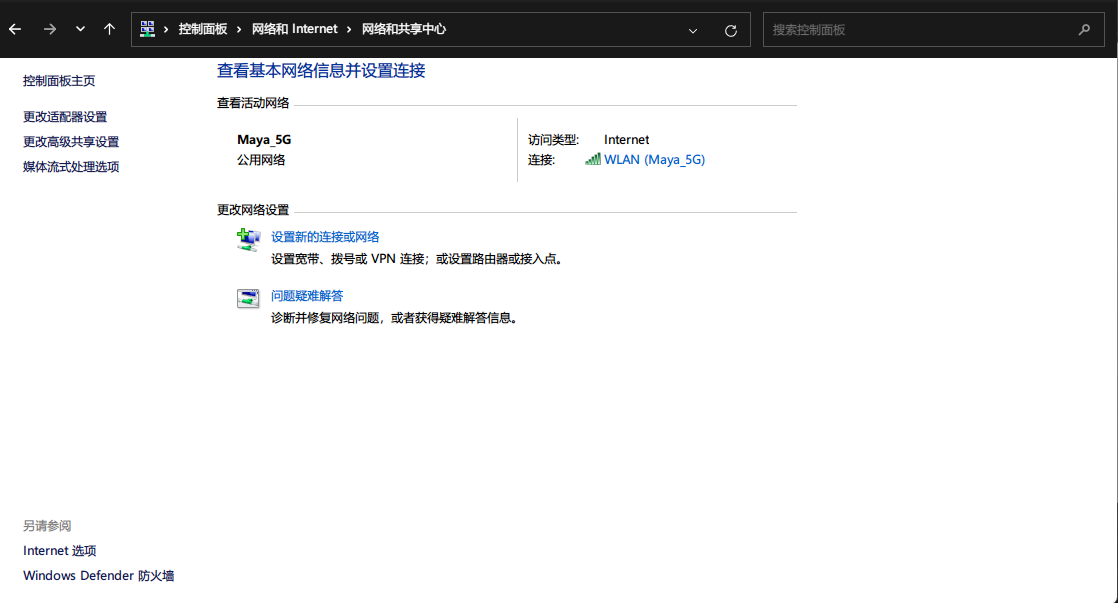 控制面板 › 网络和 Internet › 网络和共享中心
搜索控制面板
控制面板主页
更改适配器设置
更改高级共享设置
媒体流式处理选项
查看基本网络信息并设置连接
查看活动网络
Maya_5G
公用网络
访问类型: Internet
连接: WLAN (Maya_5G)
更改网络设置
设置新的连接或网络
设置宽带、拨号或 VPN 连接；或设置路由器或接入点。
问题疑难解答
诊断并修复网络问题，或者获得疑难解答信息。
另请参阅
Internet 选项
Windows Defender 防火墙